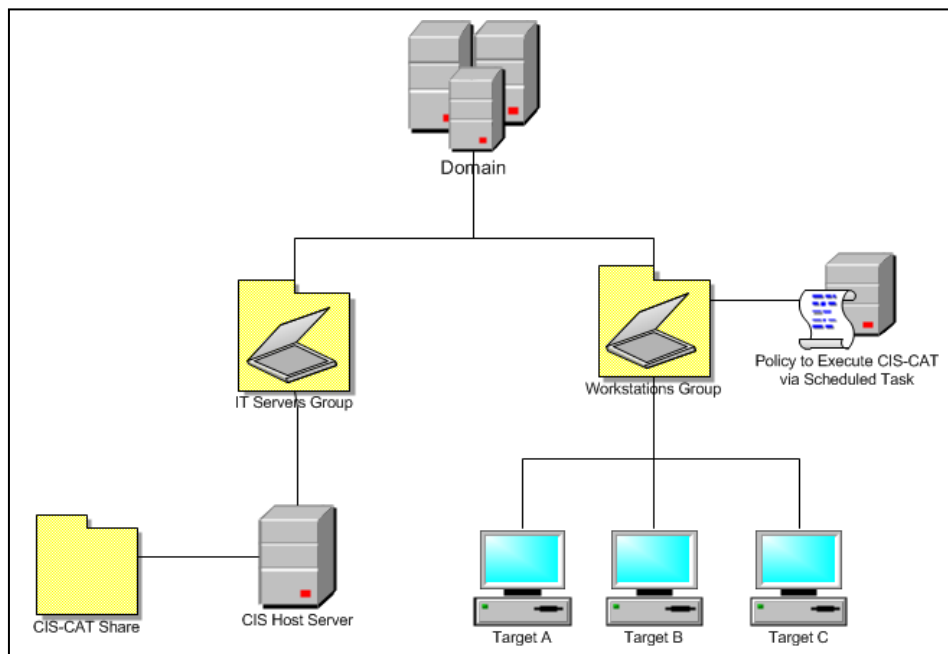 Domain
IT Servers Group
Workstations Group
Policy to Execute CIS-CAT
via Scheduled Task
CIS-CAT Share
CIS Host Server
Target A
Target B
Target C